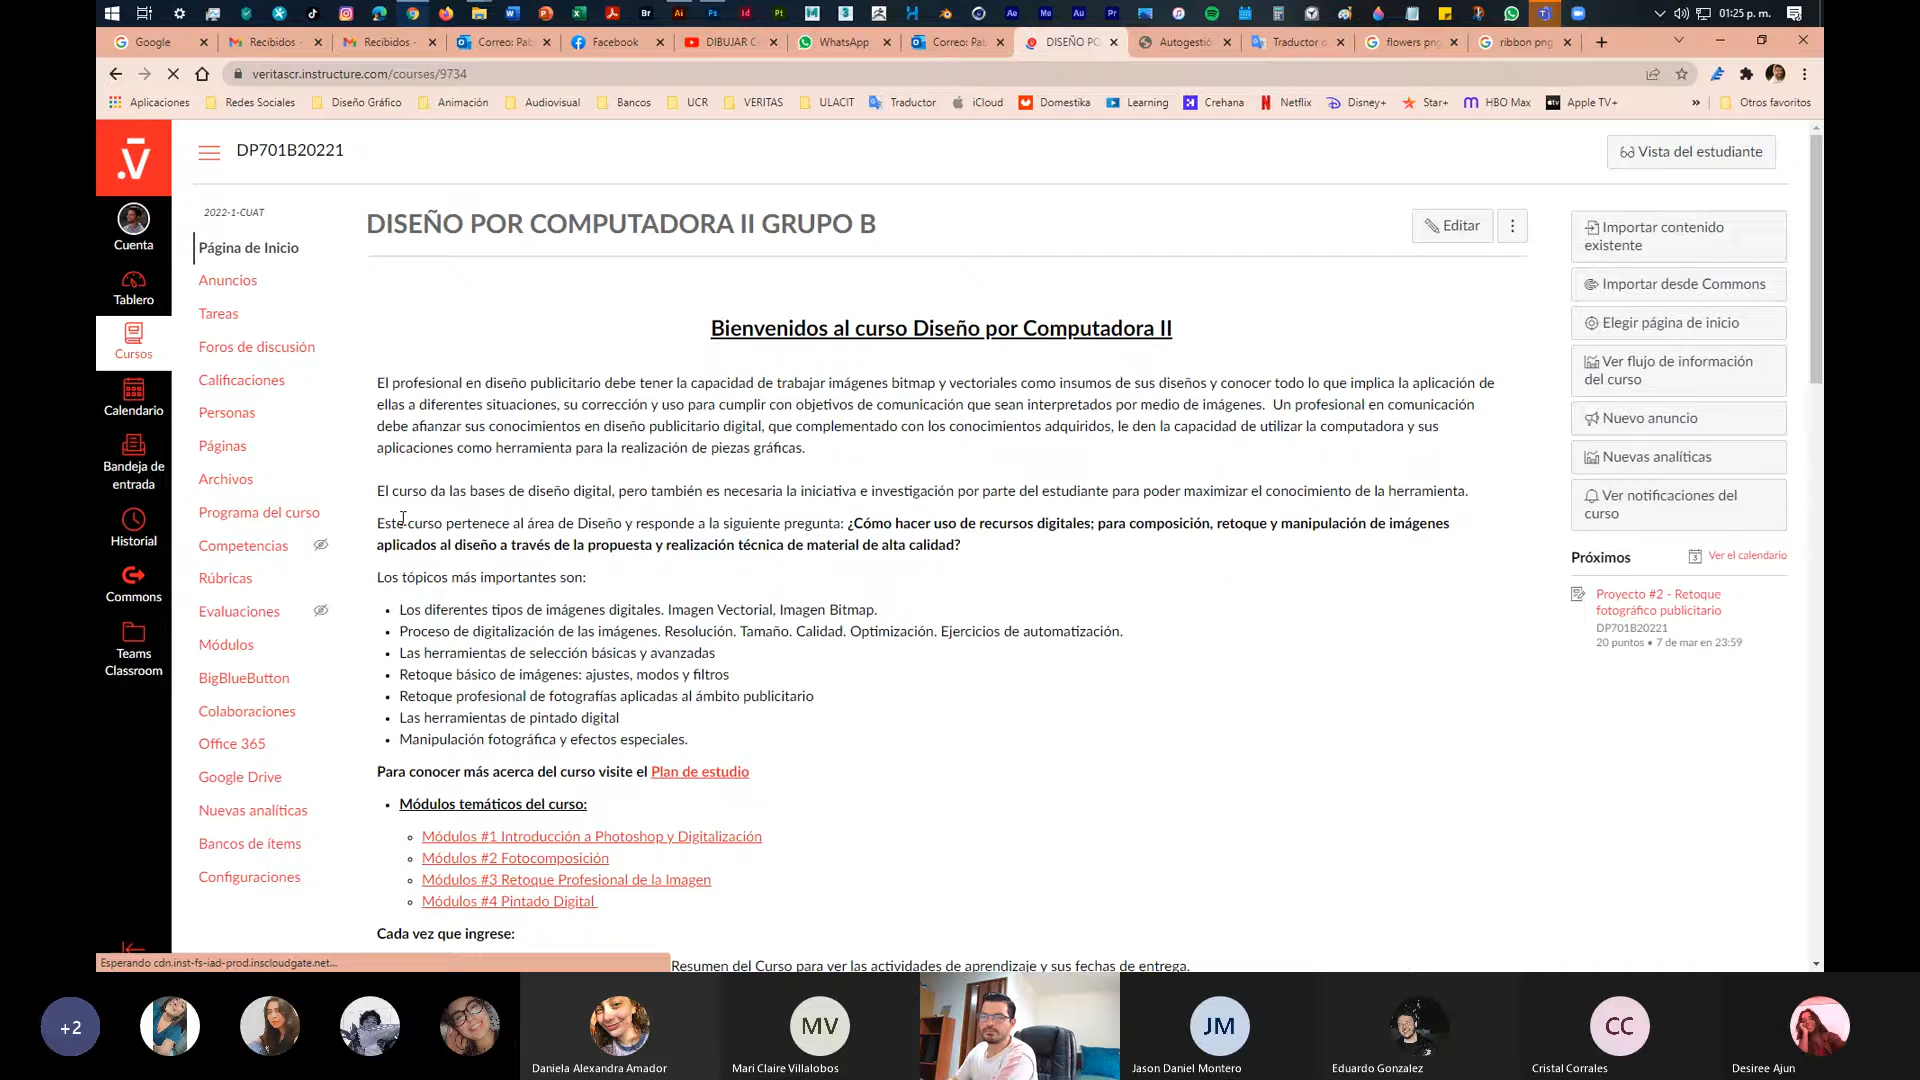 01:25 p. m.
Google
Recibidos
Recibidos
Correo: Pa
Facebook
DIBUJAR C
WhatsApp
Correo: Pa
DISEÑO PO
Autogestió
Traductor
flowers png
ribbon png
veritascr.instructure.com/courses/9734
Aplicaciones
Redes Sociales
Diseño Gráfico
Animación
Audiovisual
Bancos
UCR
VERITAS
ULACIT
Traductor
iCloud
Domestika
Learning
Crehana
Netflix
Disney+
Star+
HBO Max
Apple TV+
»
Otros favoritos
DP701B20221
Vista del estudiante
Cuenta
Tablero
Cursos
Calendario
Bandeja de
entrada
Historial
Commons
Teams
Classroom
2022-1-CUAT
Página de Inicio
Anuncios
Tareas
Foros de discusión
Calificaciones
Personas
Páginas
Archivos
Programa del curso
Competencias
Rúbricas
Evaluaciones
Módulos
BigBlueButton
Colaboraciones
Office 365
Google Drive
Nuevas analíticas
Bancos de ítems
Configuraciones
DISEÑO POR COMPUTADORA II GRUPO B
Editar
Bienvenidos al curso Diseño por Computadora II
El profesional en diseño publicitario debe tener la capacidad de trabajar imágenes bitmap y vectoriales como insumos de sus diseños y conocer todo lo que implica la aplicación de
ellas a diferentes situaciones, su corrección y uso para cumplir con objetivos de comunicación que sean interpretados por medio de imágenes. Un profesional en comunicación
debe afianzar sus conocimientos en diseño publicitario digital, que complementado con los conocimientos adquiridos, le den la capacidad de utilizar la computadora y sus
aplicaciones como herramienta para la realización de piezas gráficas.
El curso da las bases de diseño digital, pero también es necesaria la iniciativa e investigación por parte del estudiante para poder maximizar el conocimiento de la herramienta.
Este curso pertenece al área de Diseño y responde a la siguiente pregunta: ¿Cómo hacer uso de recursos digitales; para composición, retoque y manipulación de imágenes
aplicados al diseño a través de la propuesta y realización técnica de material de alta calidad?
Los tópicos más importantes son:
• Los diferentes tipos de imágenes digitales. Imagen Vectorial, Imagen Bitmap.
• Proceso de digitalización de las imágenes. Resolución. Tamaño. Calidad. Optimización. Ejercicios de automatización.
• Las herramientas de selección básicas y avanzadas
• Retoque básico de imágenes: ajustes, modos y filtros
• Retoque profesional de fotografías aplicadas al ámbito publicitario
• Las herramientas de pintado digital
• Manipulación fotográfica y efectos especiales.
Para conocer más acerca del curso visite el Plan de estudio
• Módulos temáticos del curso:
Módulos #1 Introducción a Photoshop y Digitalización
Módulos #2 Fotocomposición
Módulos #3 Retoque Profesional de la Imagen
Módulos #4 Pintado Digital
Cada vez que ingrese:
Resumen del Curso para ver las actividades de aprendizaje y sus fechas de entrega.
Importar contenido
existente
Importar desde Commons
Elegir página de inicio
Ver flujo de información
del curso
Nuevo anuncio
Nuevas analíticas
Ver notificaciones del
curso
Próximos
Ver el calendario
Proyecto #2 - Retoque
fotográfico publicitario
DP701B20221
20 puntos • 7 de mar en 23:59
Esperando cdn.inst-fs-iad-prod.inscloudgate.net...
+2
Daniela Alexandra Amador
MV
Mari Claire Villalobos
JM
Jason Daniel Montero
Eduardo Gonzalez
CC
Cristal Corrales
Desiree Ajun